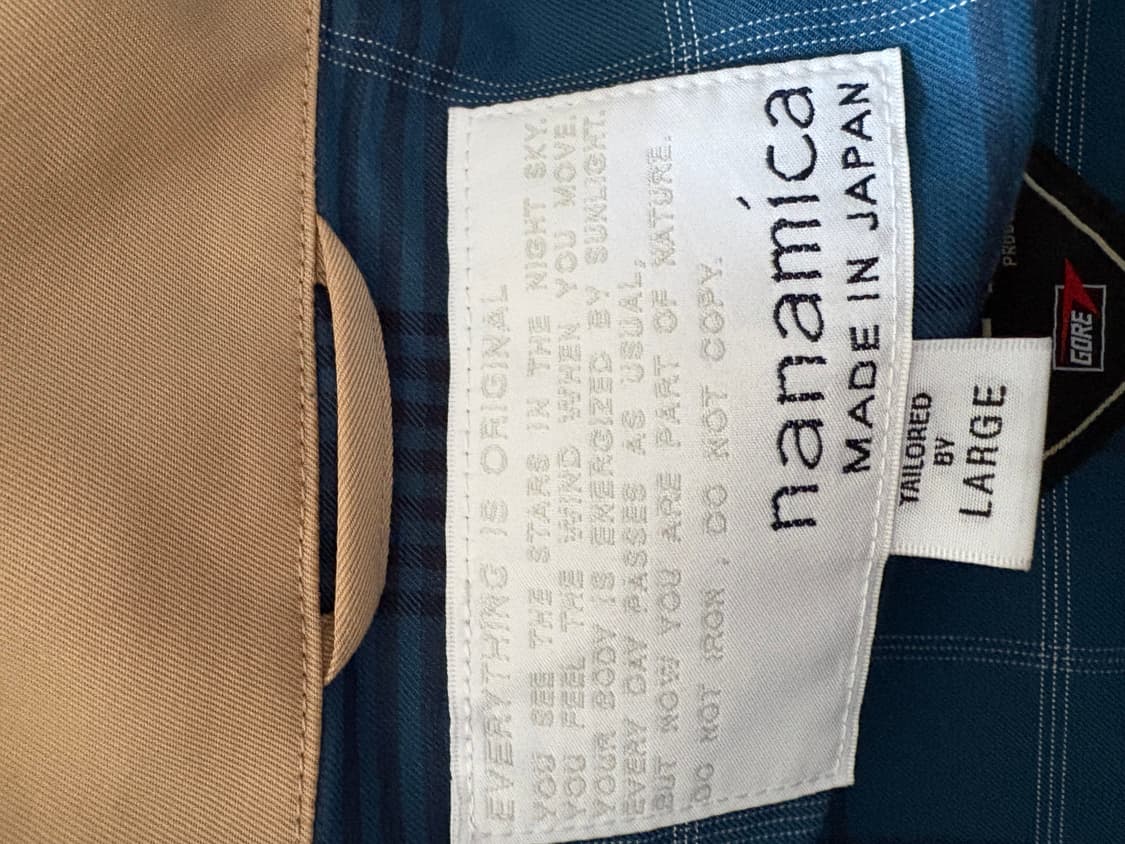 EVERYTHING IS ORIGINAL
YOU SEE THE STARS IN THE NIGHT SKY.
YOU FEEL THE WIND WHEN YOU MOVE.
YOUR BODY IS ENERGIZED BY SUNLIGHT.
EVERY DAY PASSES AS USUAL,
BUT NOW YOU ARE PART OF NATURE.
DO NOT IRON , DO NOT COPY.
nanamíca
MADE IN JAPAN
TAILORED
BY
LARGE
GORE